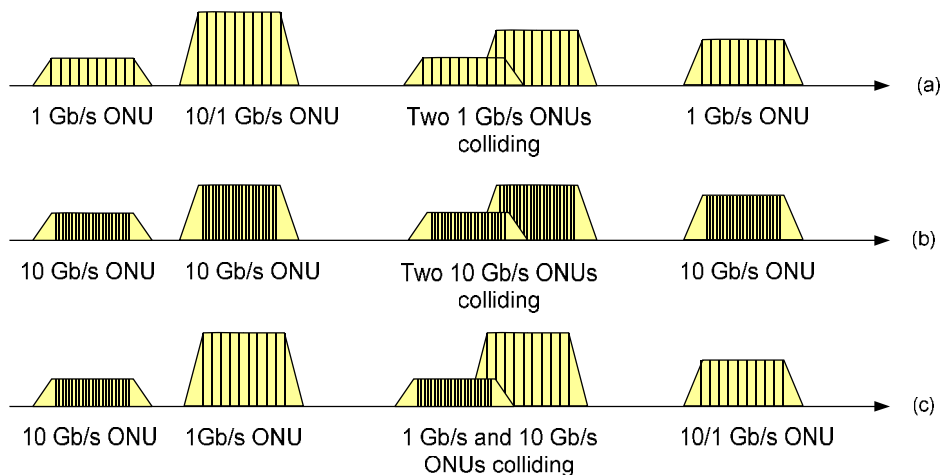 (a)
1 Gb/s ONU
10/1 Gb/s ONU
Two 1 Gb/s ONUs
colliding
1 Gb/s ONU
(b)
10 Gb/s ONU
10 Gb/s ONU
Two 10 Gb/s ONUs
colliding
10 Gb/s ONU
(c)
10 Gb/s ONU
1Gb/s ONU
1 Gb/s and 10 Gb/s
ONUs colliding
10/1 Gb/s ONU